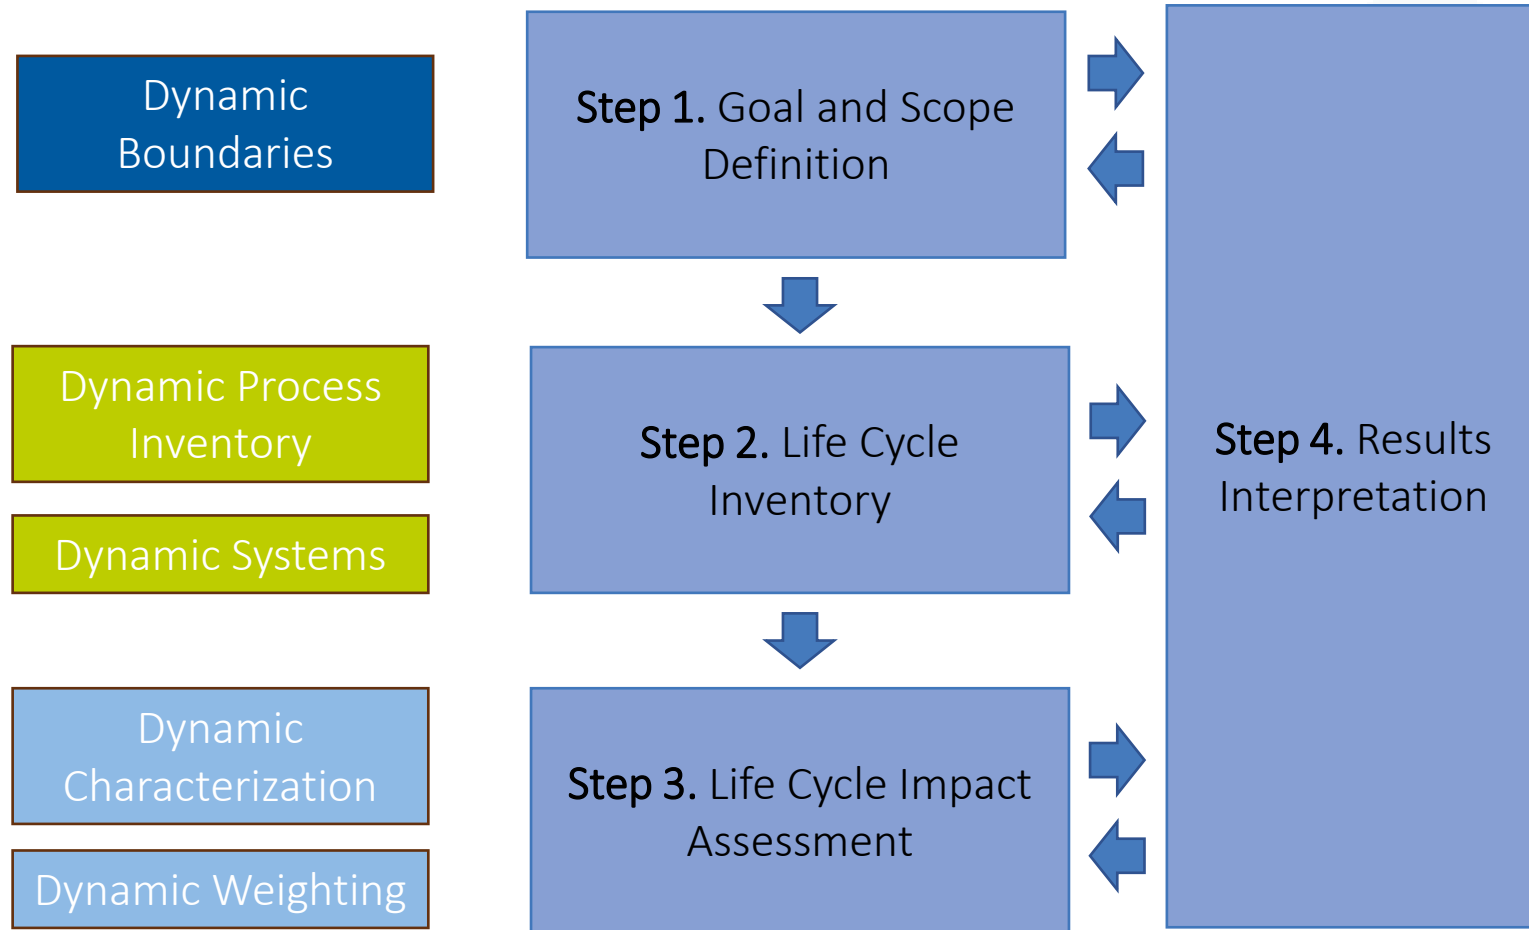 Dynamic
Boundaries
Step 1. Goal and Scope
Definition
Dynamic Process
Inventory
Dynamic Systems
Step 2. Life Cycle
Inventory
Step 4. Results
Interpretation
Dynamic
Characterization
Dynamic Weighting
Step 3. Life Cycle Impact
Assessment